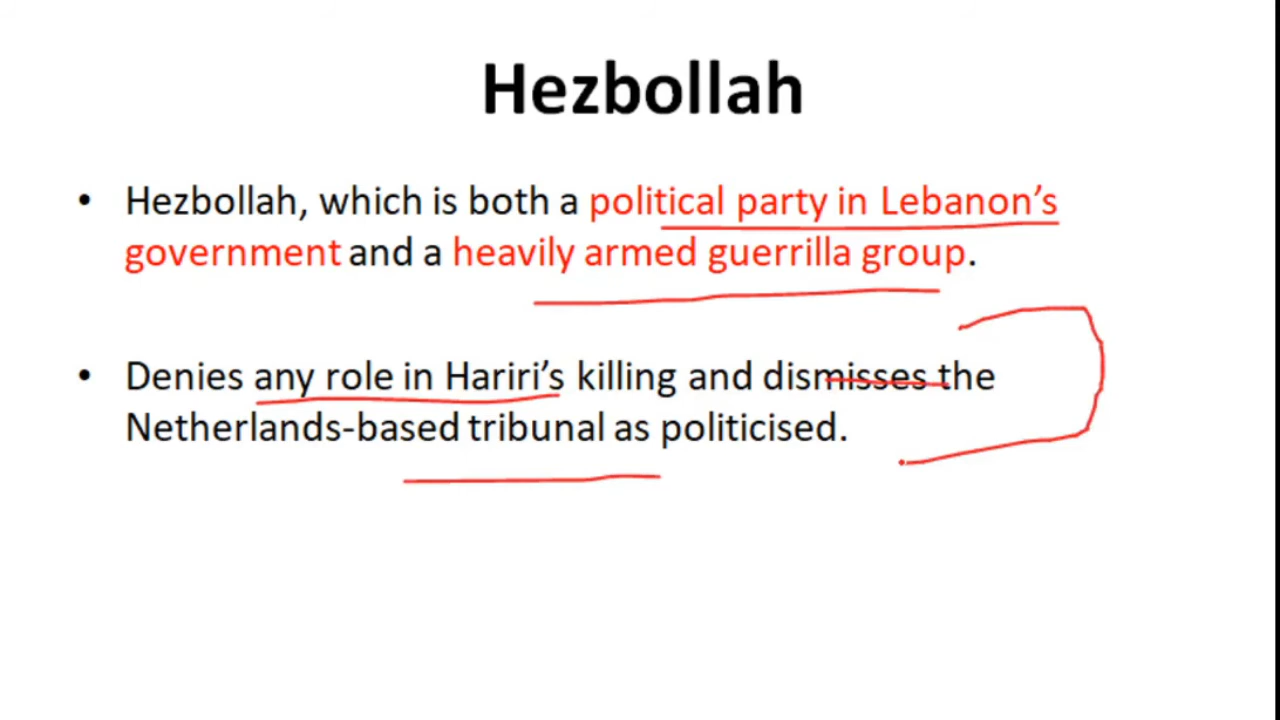 Hezbollah
• Hezbollah, which is both a political party in Lebanon's
government and a heavily armed guerrilla group.
• Denies any role in Hariri's killing and dismisses the
Netherlands-based tribunal as politicised.